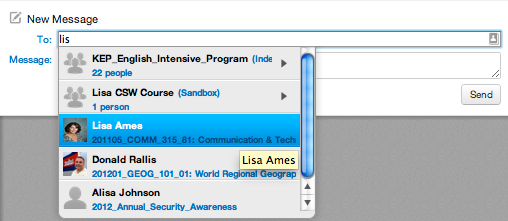 New Message
To: lis
Message:
KEP_English_Intensive_Program (Inde
22 people
Lisa CSW Course (Sandbox)
1 person
Lisa Ames
201105_COMM_315_81: Communication & Tech
Donald Rallis
Lisa Ames
201201_GEOG_101_01: World Regional Geograp
Alisa Johnson
2012_Annual_Security_Awareness
Send